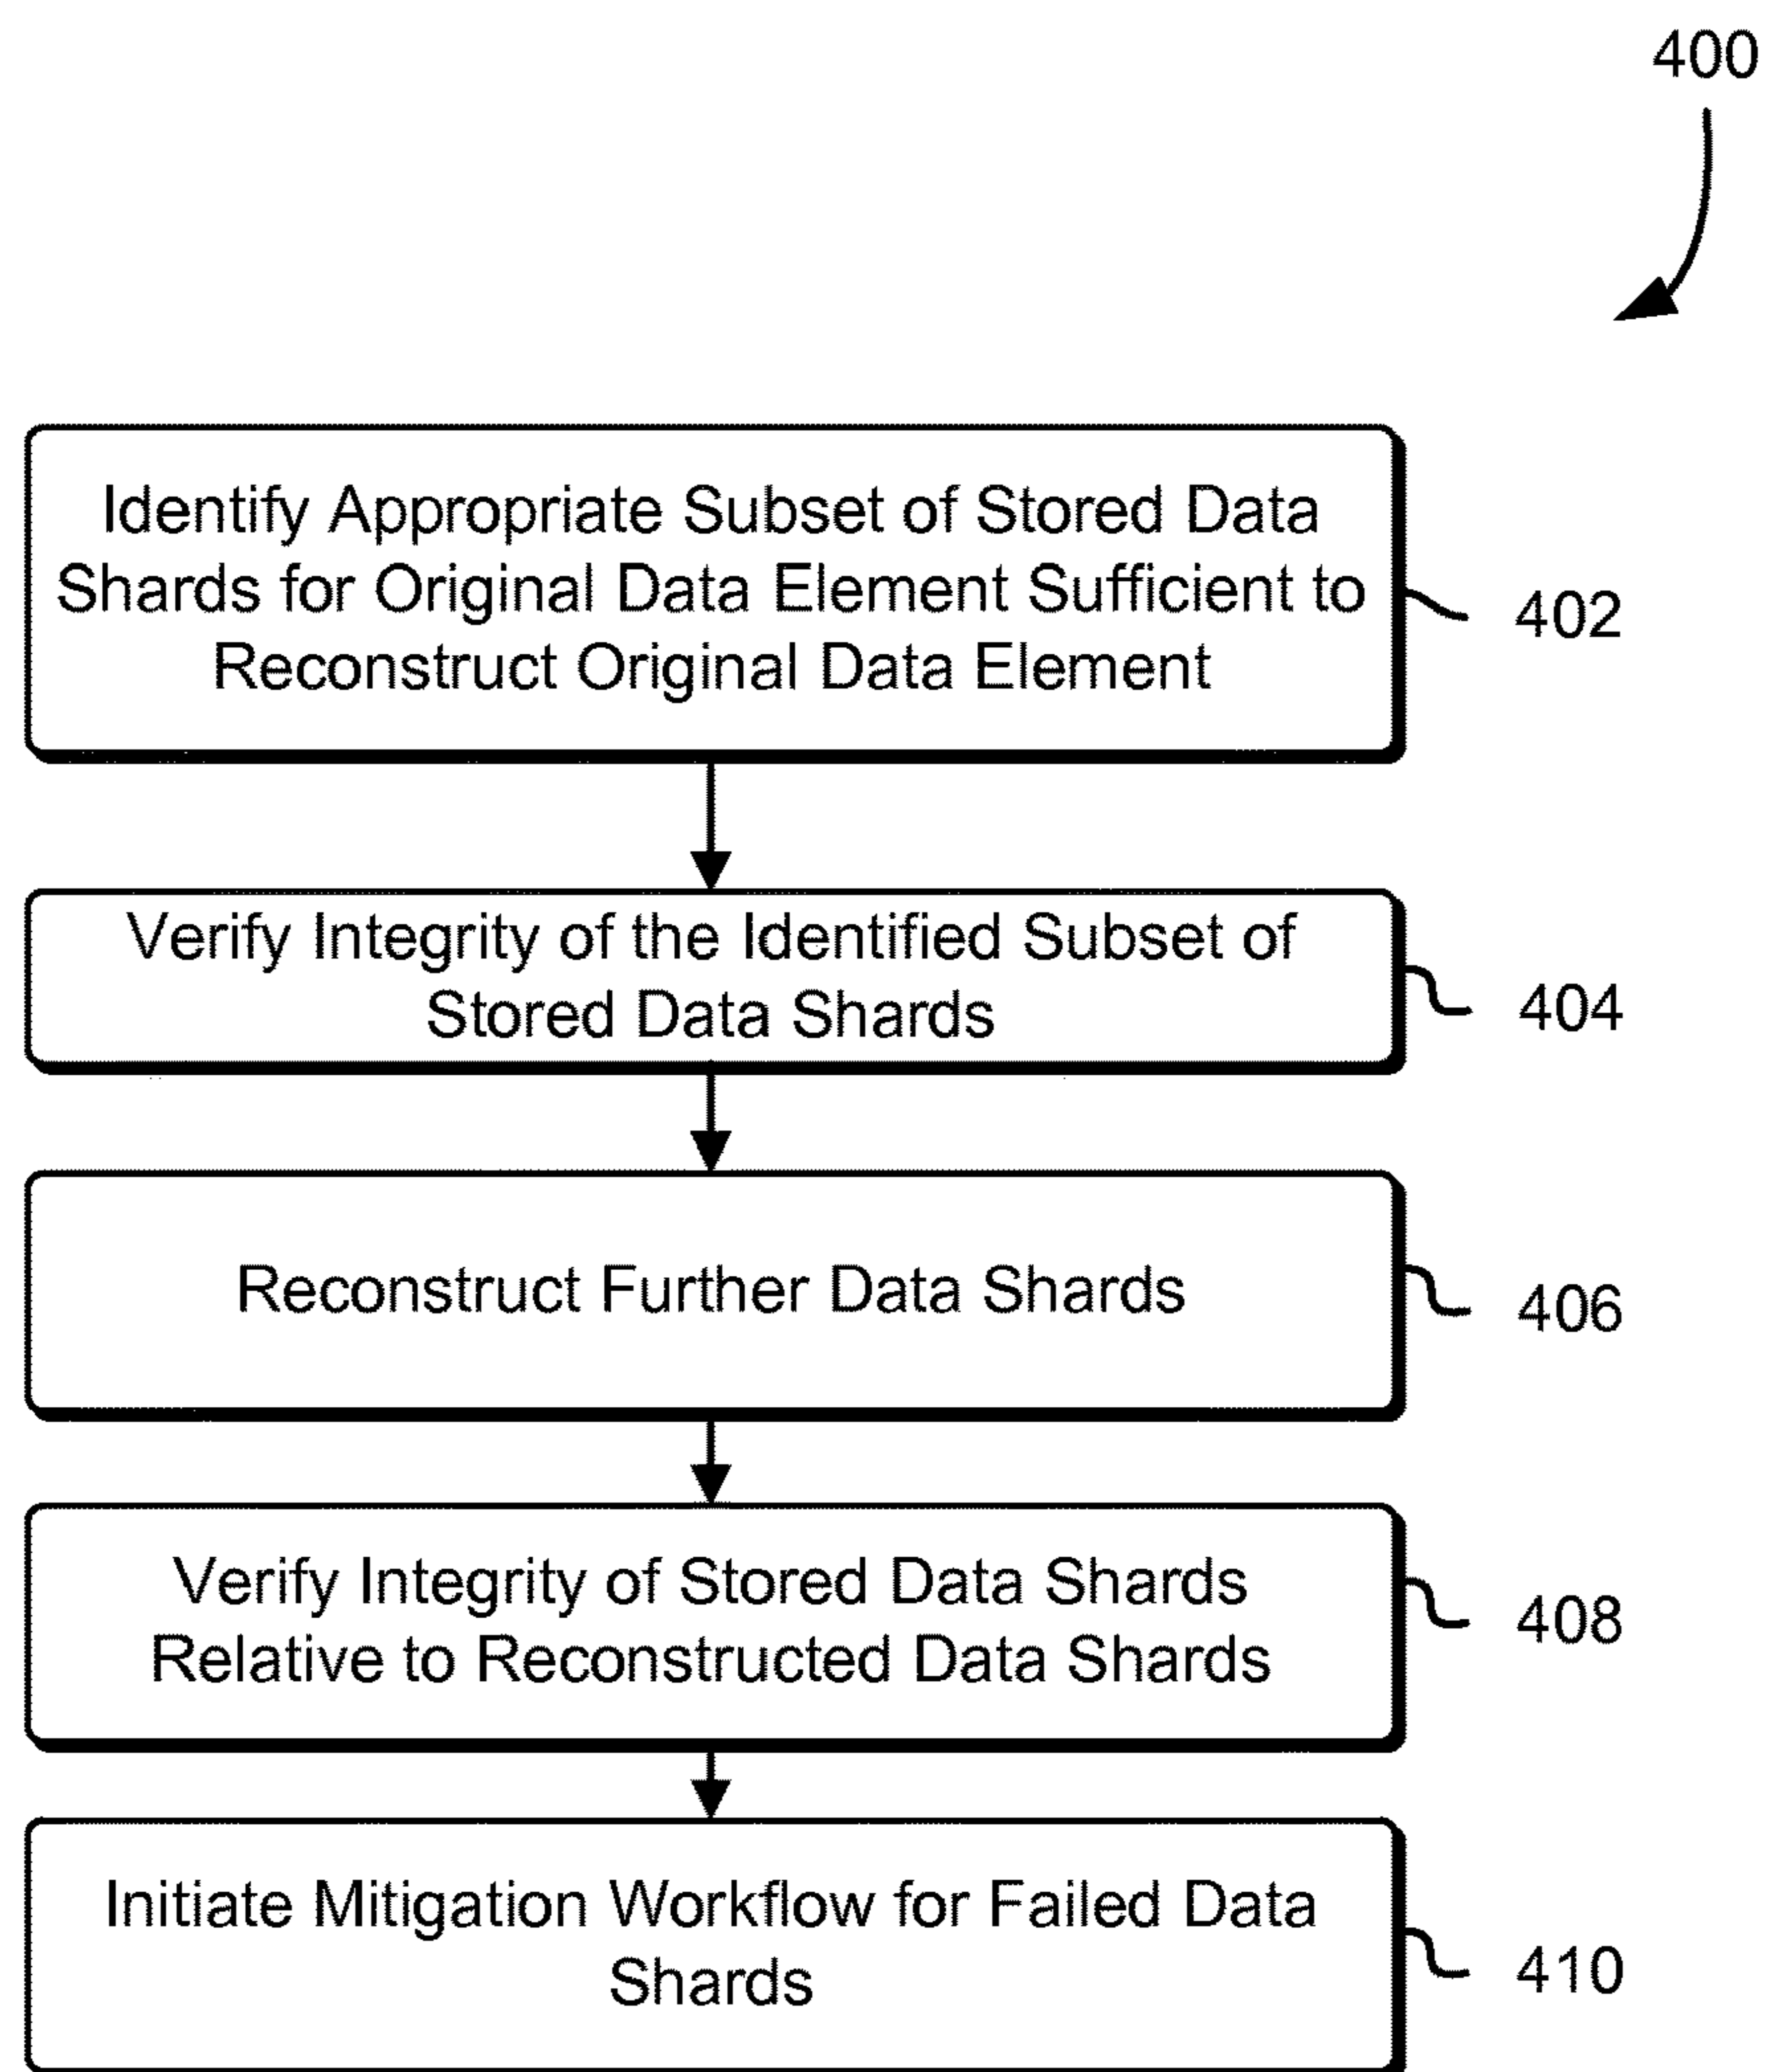 400
Identify Appropriate Subset of Stored Data
Shards for Original Data Element Sufficient to
Reconstruct Original Data Element
402
Verify Integrity of the Identified Subset of
Stored Data Shards
404
Reconstruct Further Data Shards
406
Verify Integrity of Stored Data Shards
Relative to Reconstructed Data Shards
408
Initiate Mitigation Workflow for Failed Data
Shards
410